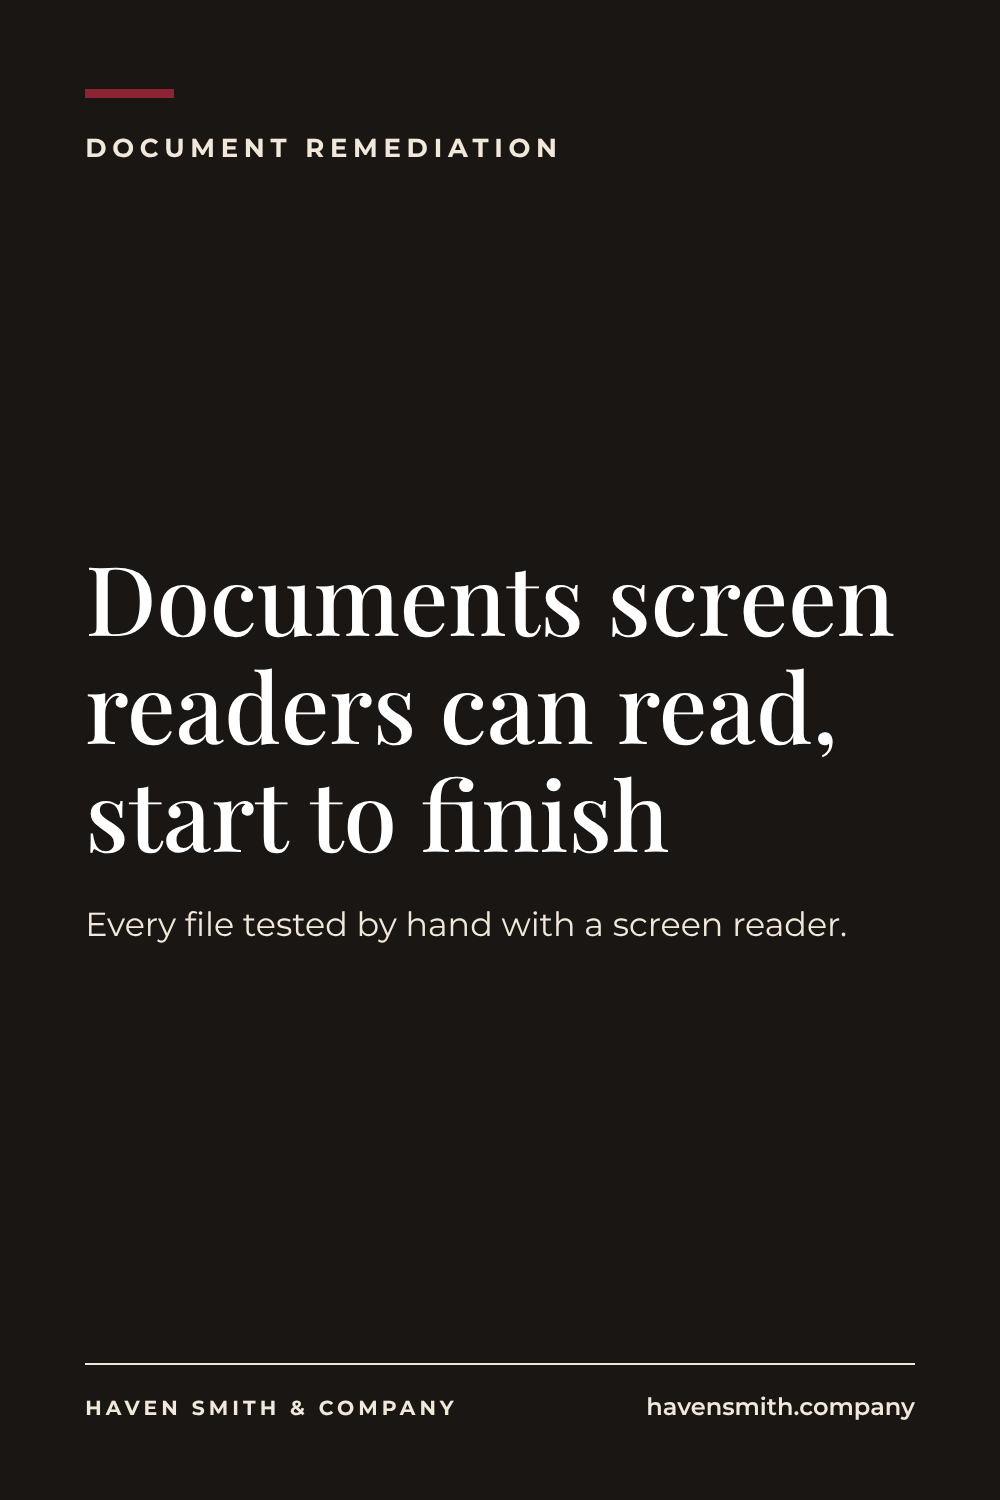 DOCUMENT REMEDIATION
Documents screen
readers can read,
start to finish
Every file tested by hand with a screen reader.
HAVEN SMITH & COMPANY
havensmith.company